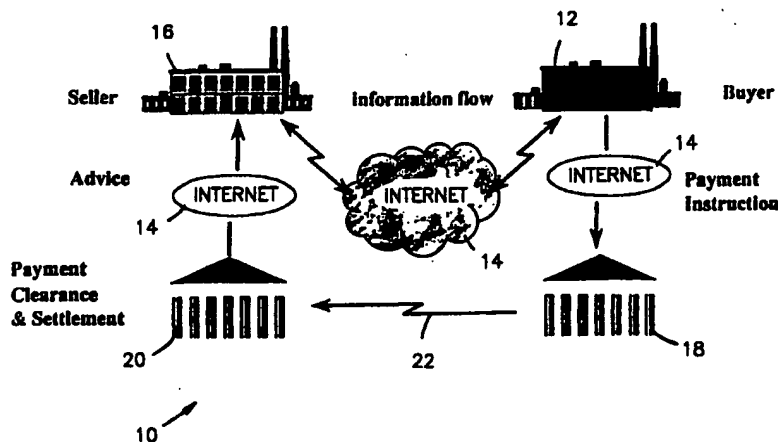 16
12
Seller
information flow
Buyer
14
Advice
INTERNET
INTERNET
INTERNET
Payment
Instruction
14
14
Payment
Clearance
& Settlement
20
22
18
10